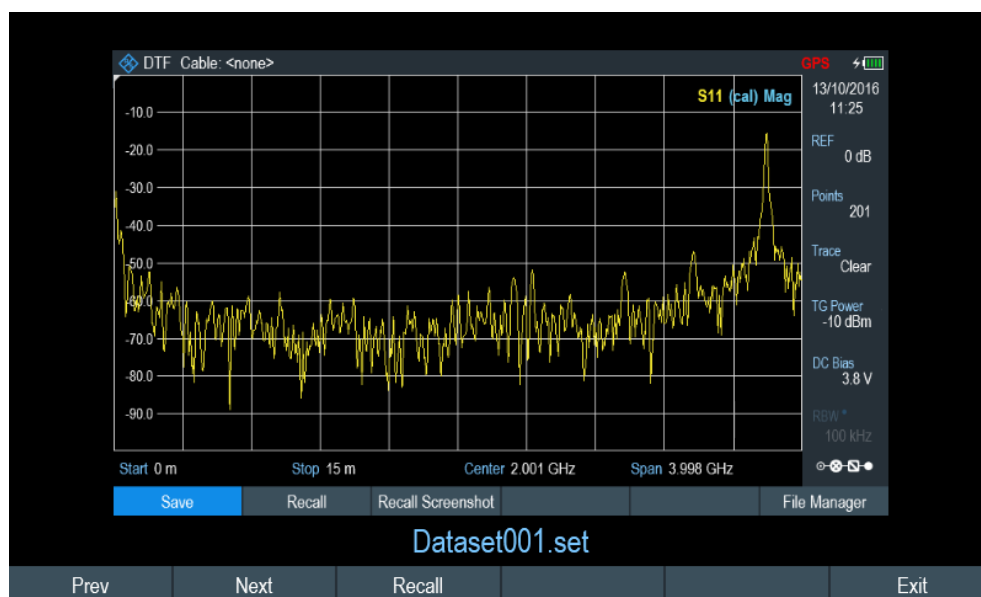 DTF Cable: <none>
GPS
S11 (cal) Mag
13/10/2016
11:25
REF
0 dB
Points
201
Trace
Clear
TG Power
-10 dBm
DC Bias
3.8 V
RBW *
100 kHz
-10.0
-20.0
-30.0
-40.0
-50.0
-60.0
-70.0
-80.0
-90.0
Start 0 m Stop 15 m Center 2.001 GHz Span 3.998 GHz
Save Recall Recall Screenshot File Manager
Dataset001.set
Prev Next Recall Exit